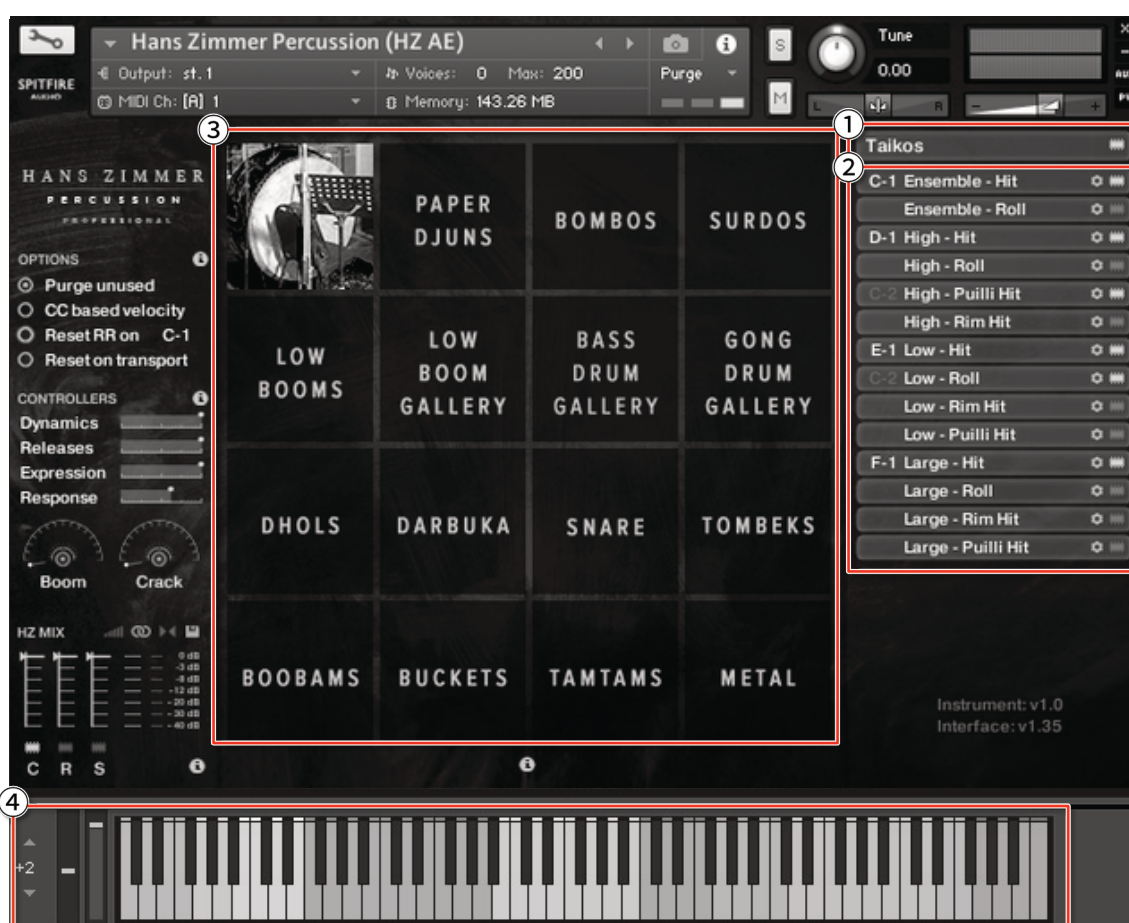 Hans Zimmer Percussion (HZ AE)
S
Tune
SPITFIRE
AUDIO
Output: st.1
Voices: 0 Max: 200
Purge
0.00
MIDI Ch: [A] 1
Memory: 143.26 MB
M
L
R
-
+
3
1
Taikos
2
HANS ZIMMER
PERCUSSION
PROFESSIONAL
OPTIONS
Purge unused
CC based velocity
Reset RR on C-1
Reset on transport
CONTROLLERS
Dynamics
Releases
Expression
Response
Boom
Crack
HZ MIX
0 dB
-3 dB
-8 dB
-12 dB
-20 dB
-30 dB
-40 dB
C R S
PAPER
DJUNS
BOMBOS
SURDOS
LOW
BOOMS
LOW
BOOM
GALLERY
BASS
DRUM
GALLERY
GONG
DRUM
GALLERY
DHOLS
DARBUKA
SNARE
TOMBEKS
BOOBAMS
BUCKETS
TAMTAMS
METAL
C-1 Ensemble - Hit
Ensemble - Roll
D-1 High - Hit
High - Roll
C-2 High - Puilli Hit
High - Rim Hit
E-1 Low - Hit
C-2 Low - Roll
Low - Rim Hit
Low - Puilli Hit
F-1 Large - Hit
Large - Roll
Large - Rim Hit
Large - Puilli Hit
Instrument: v1.0
Interface: v1.35
4
+2